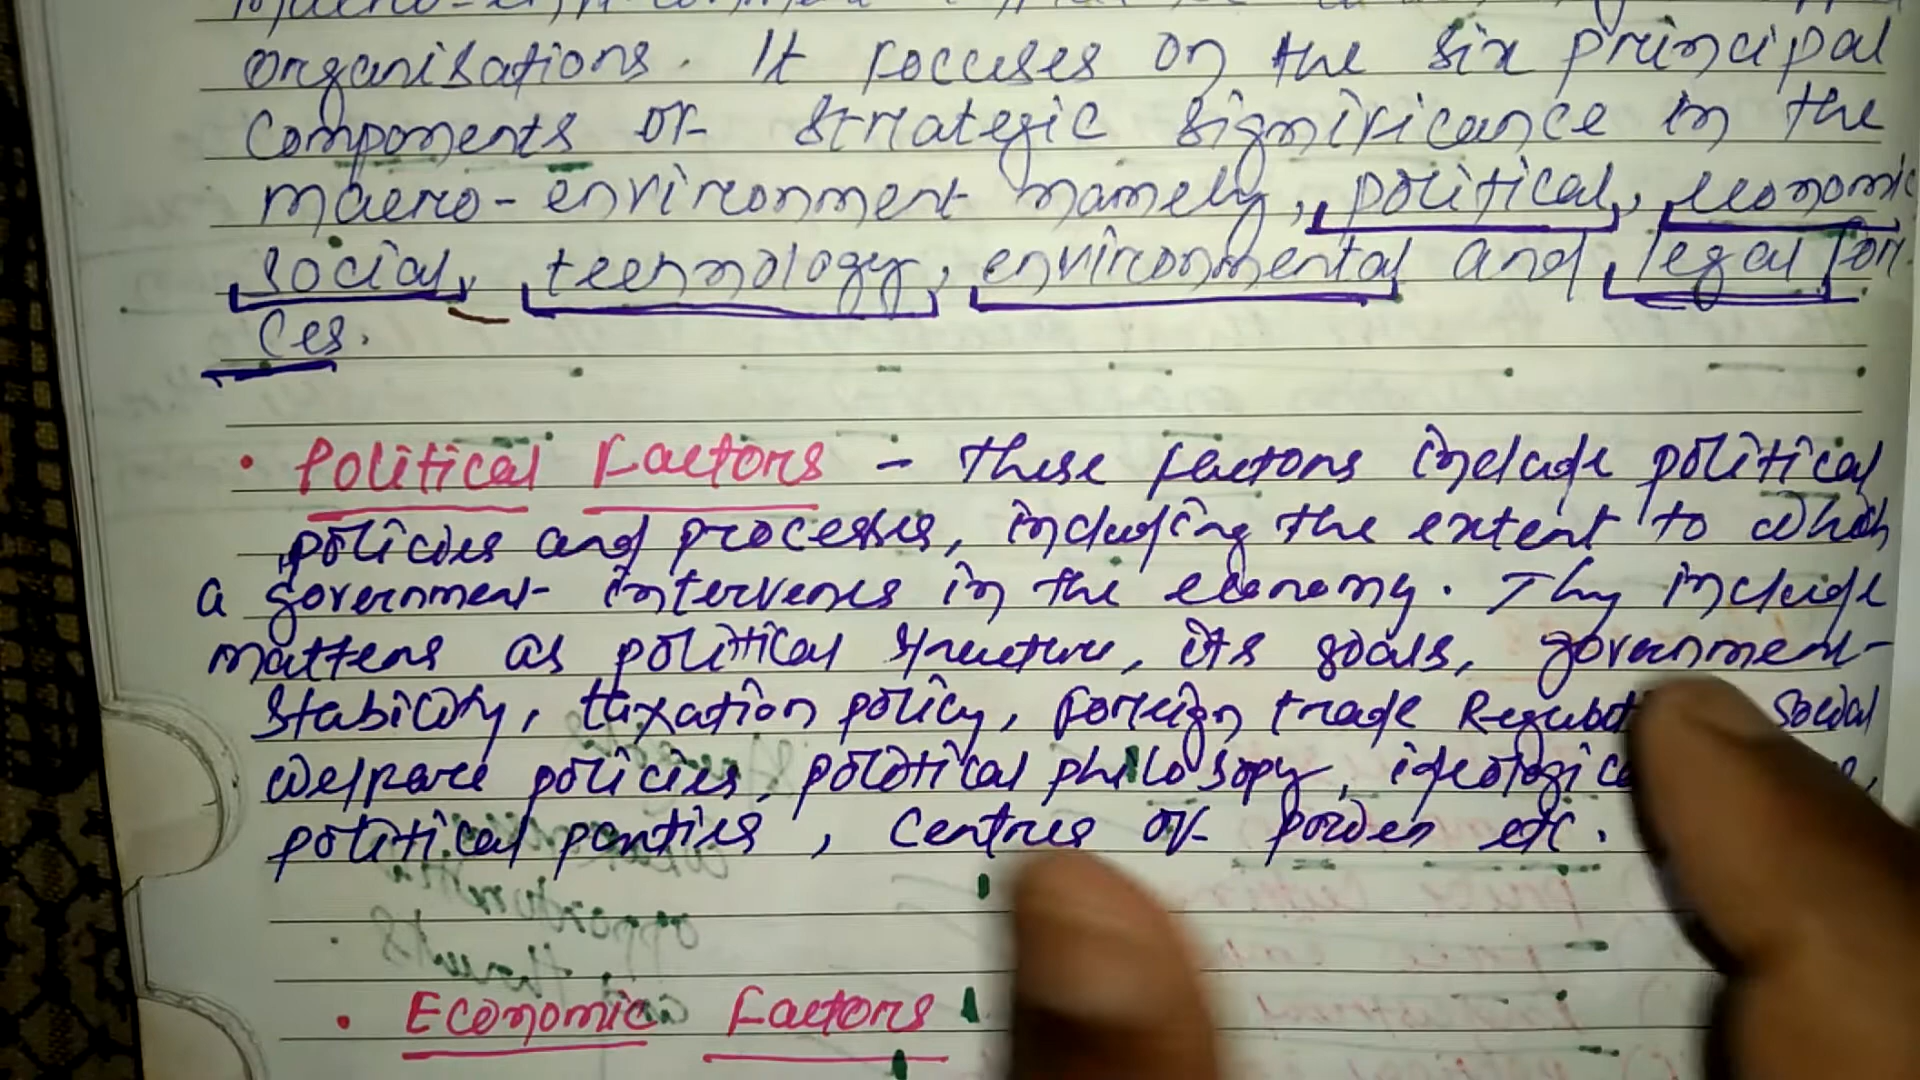 organisations. It focuses on the six principal
components of strategic significance in the
macro-environment namely, political, economic
social, technology, environmental and legal for-
ces.
• Political Factors - These factors include political
policies and processes, including the extent to which
a government intervenes in the economy. They include
matters as political structure, its goals, government
stability, taxation policy, foreign trade social
welfare policies, political philosophy,
political parties, centres of power etc.
• Economic Factors